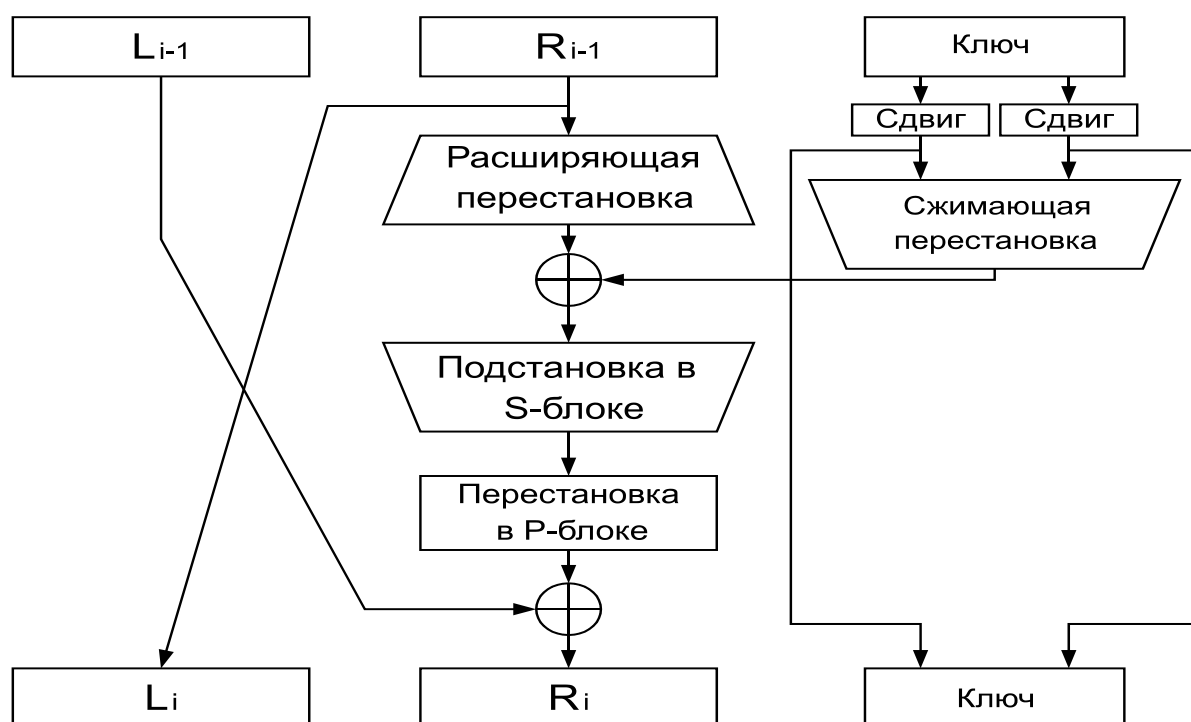 Li-1
Ri-1
Ключ
Сдвиг
Сдвиг
Расширяющая
перестановка
Сжимающая
перестановка
Подстановка в
S-блоке
Перестановка
в P-блоке
Li
Ri
Ключ